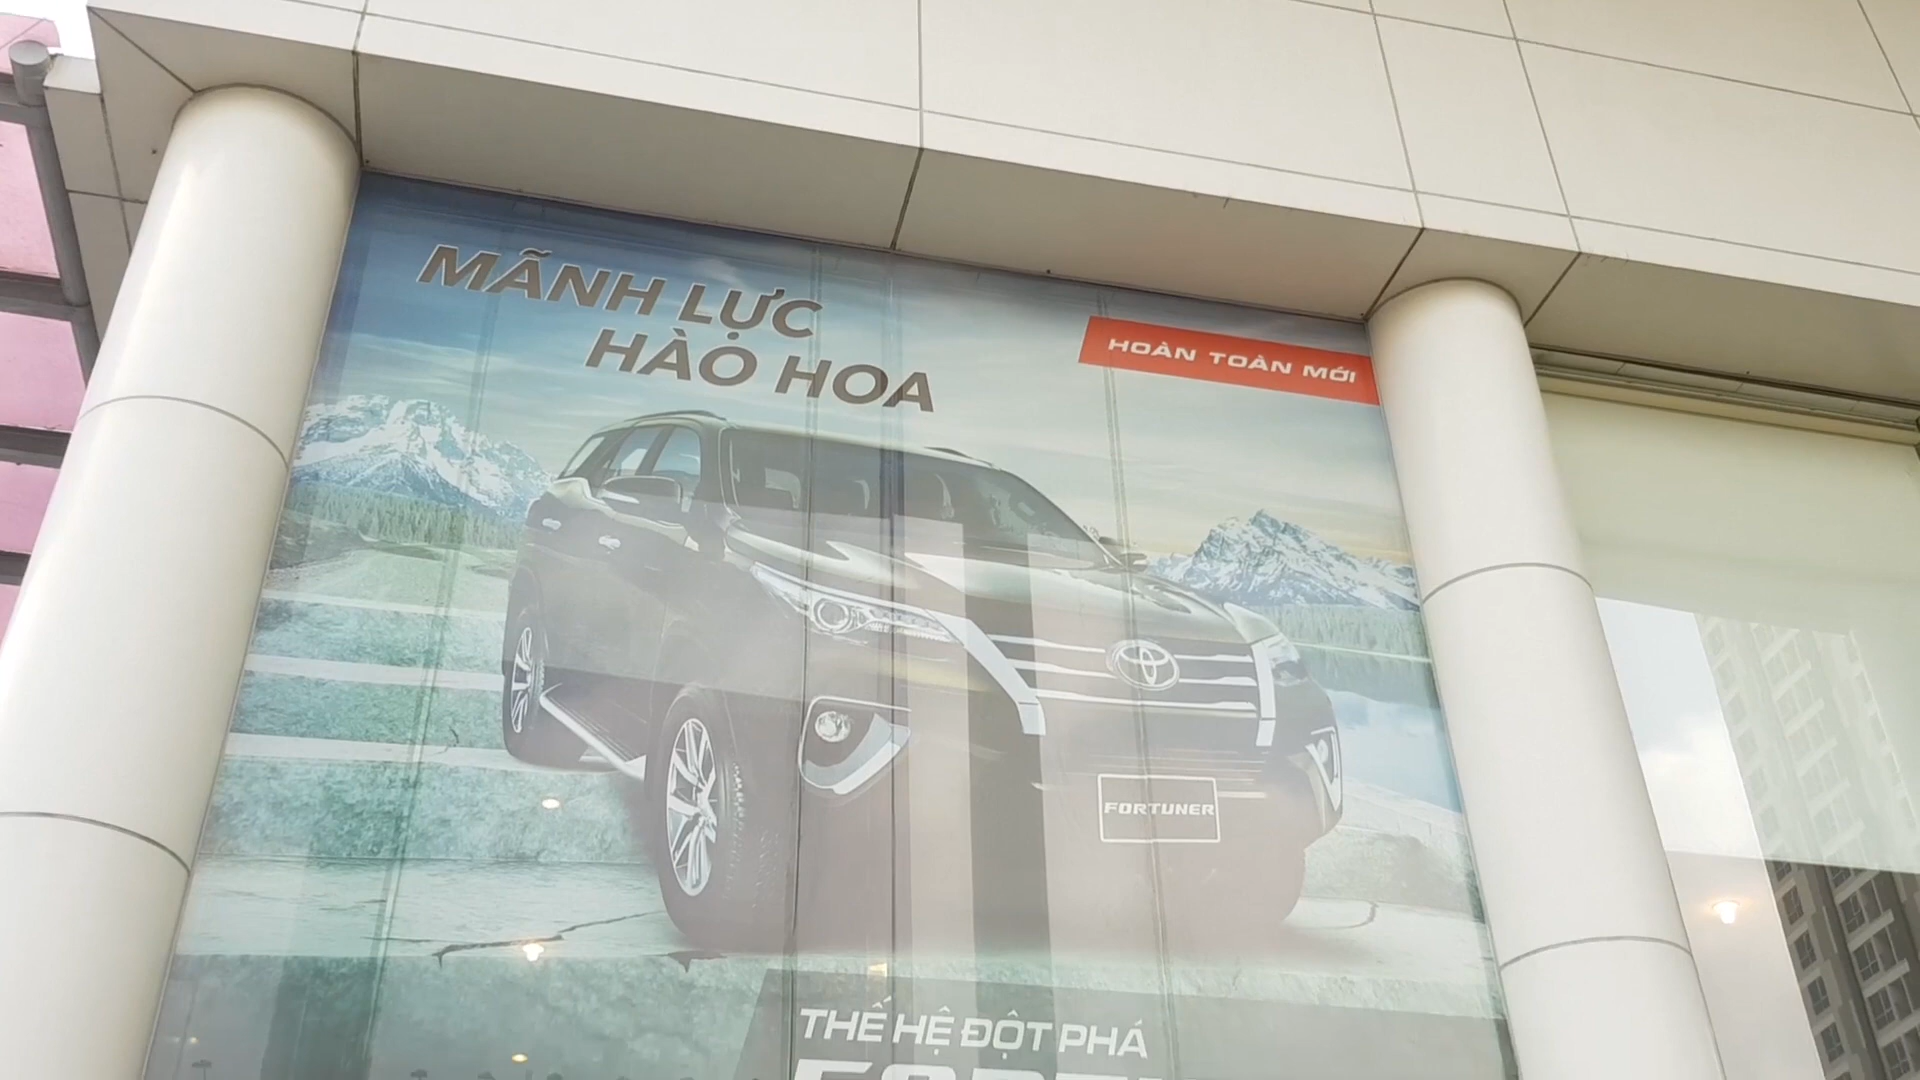 MÃNH LỰC
HÀO HOA
HOÀN TOÀN MỚI
FORTUNER
THẾ HỆ ĐỘT PHÁ